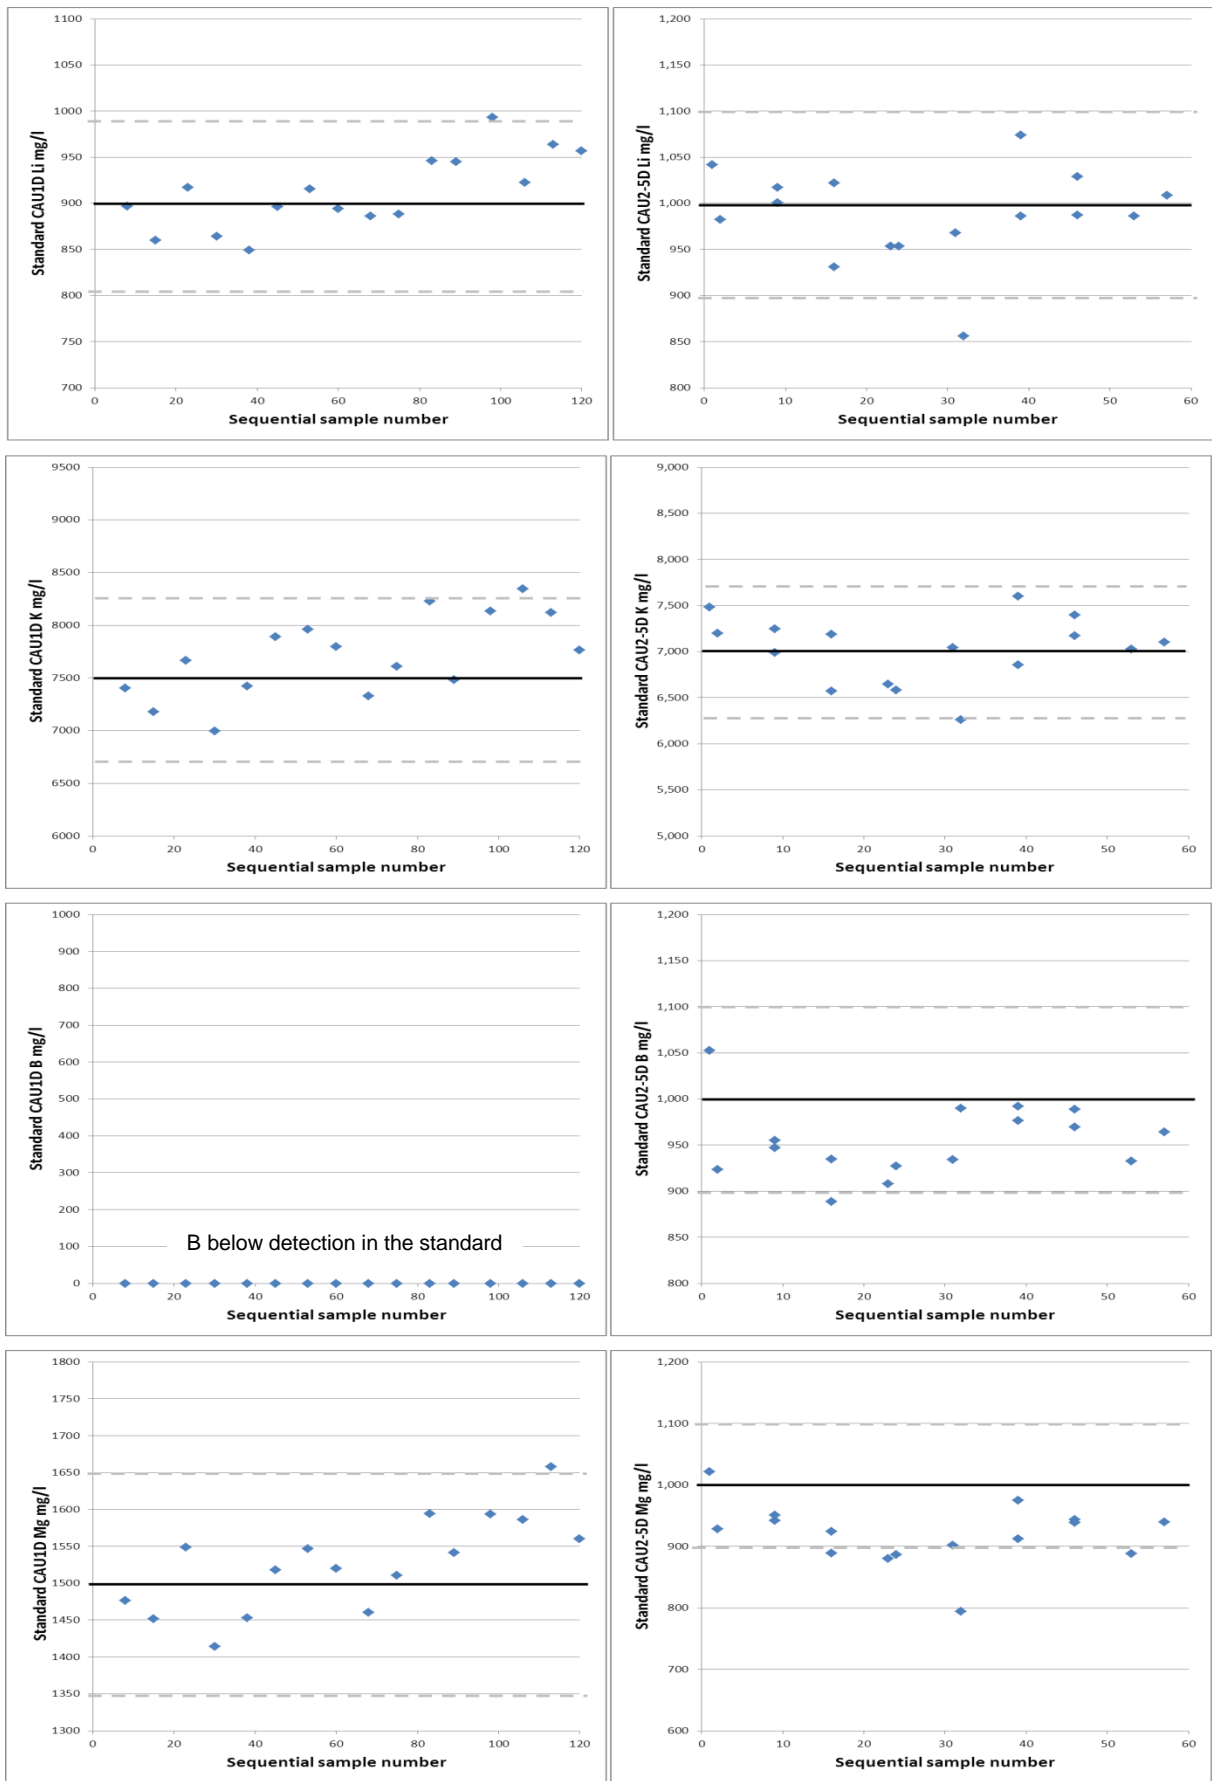 Standard CAU1D Li mg/l
1100
1050
1000
950
900
850
800
750
700
0 20 40 60 80 100 120
Sequential sample number
Standard CAU2-5D Li mg/l
1,200
1,150
1,100
1,050
1,000
950
900
850
800
0 10 20 30 40 50 60
Sequential sample number
Standard CAU1D K mg/l
9500
9000
8500
8000
7500
7000
6500
6000
0 20 40 60 80 100 120
Sequential sample number
Standard CAU2-5D K mg/l
9,000
8,500
8,000
7,500
7,000
6,500
6,000
5,500
5,000
0 10 20 30 40 50 60
Sequential sample number
Standard CAU1D B mg/l
1000
900
800
700
600
500
400
300
200
100
0
B below detection in the standard
0 20 40 60 80 100 120
Sequential sample number
Standard CAU2-5D B mg/l
1,200
1,150
1,100
1,050
1,000
950
900
850
800
0 10 20 30 40 50 60
Sequential sample number
Standard CAU1D Mg mg/l
1800
1750
1700
1650
1600
1550
1500
1450
1400
1350
1300
0 20 40 60 80 100 120
Sequential sample number
Standard CAU2-5D Mg mg/l
1,200
1,100
1,000
900
800
700
600
0 10 20 30 40 50 60
Sequential sample number